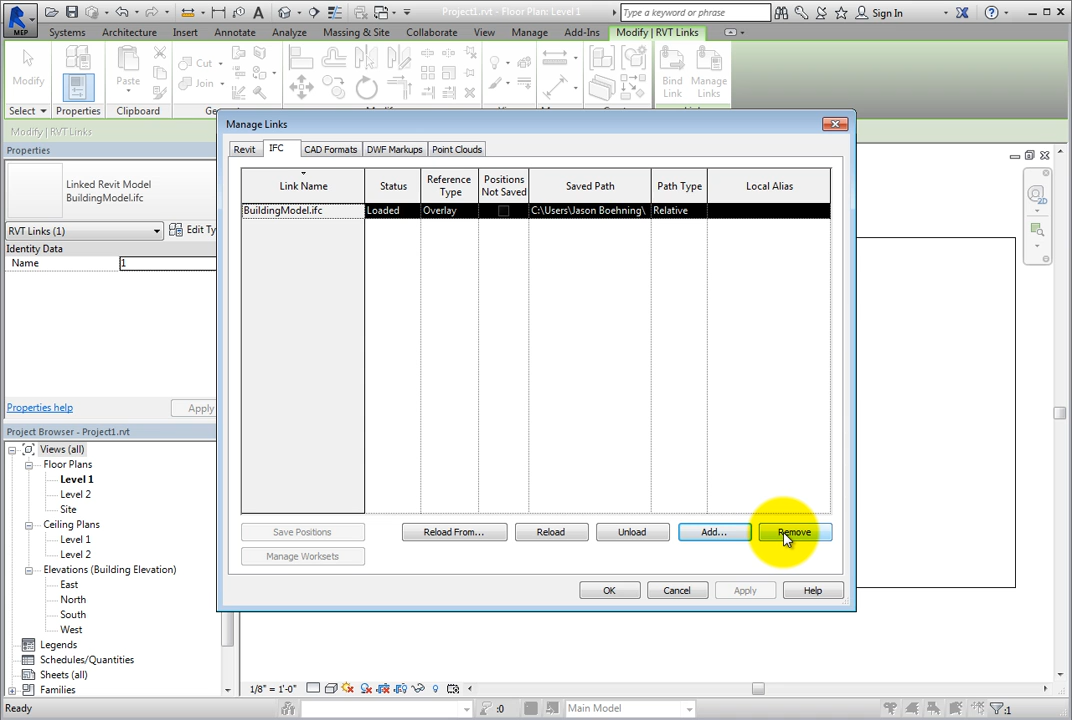 Project1.rvt - Floor Plan: Level 1
Type a keyword or phrase
Sign In
MEP
Systems Architecture Insert Annotate Analyze Massing & Site Collaborate View Manage Add-Ins Modify | RVT Links
Modify Paste Cut Join Bind Link Manage Links
Select Properties Clipboard
Modify | RVT Links
Properties
Linked Revit Model
BuildingModel.ifc
RVT Links (1)
Identity Data
Name 1
Properties help
Apply
Project Browser - Project1.rvt
Views (all)
Floor Plans
Level 1
Level 2
Site
Ceiling Plans
Level 1
Level 2
Elevations (Building Elevation)
East
North
South
West
Legends
Schedules/Quantities
Sheets (all)
Families
Manage Links
Revit IFC CAD Formats DWF Markups Point Clouds
Link Name Status Reference Type Positions Not Saved Saved Path Path Type Local Alias
BuildingModel.ifc Loaded Overlay C:\Users\Jason Boehning\ Relative
Save Positions Reload From... Reload Unload Add... Remove
Manage Worksets
OK Cancel Apply Help
2D
1/8" = 1'-0"
Ready
:0
Main Model
:1